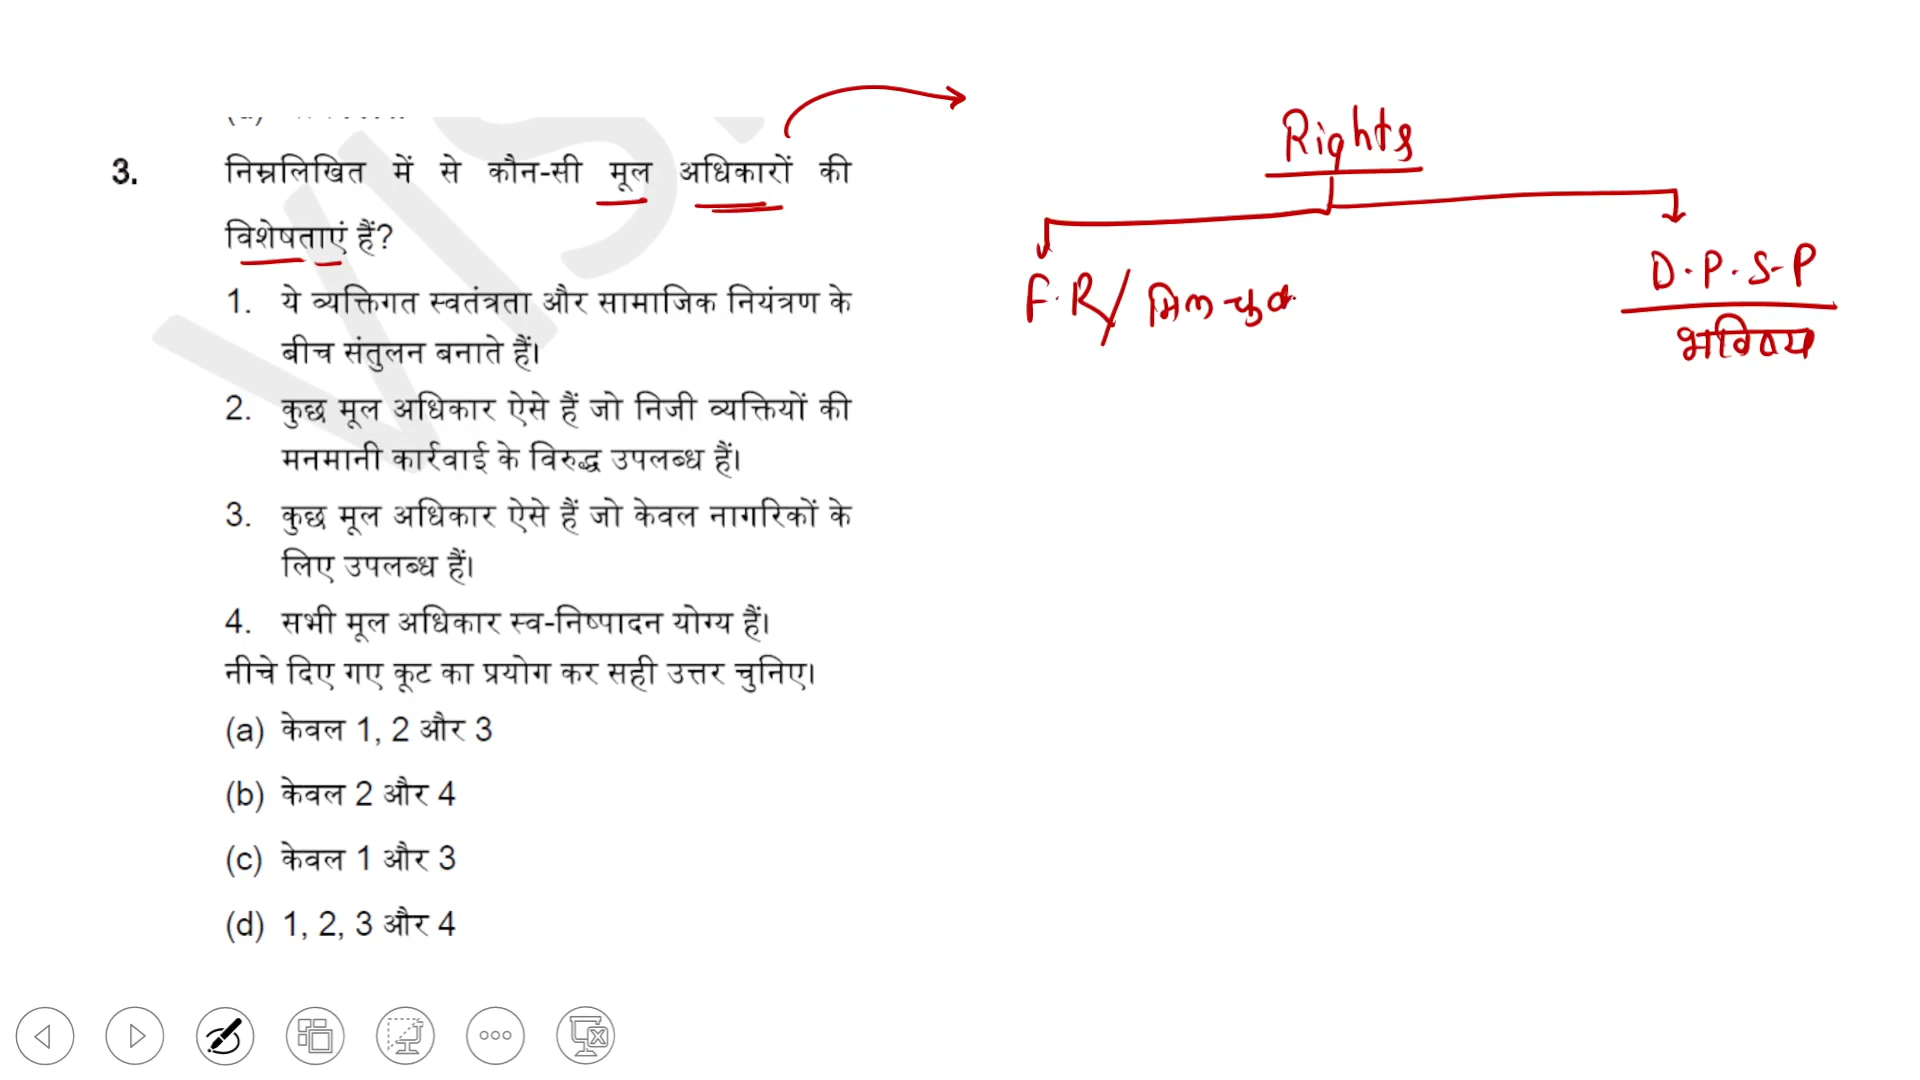 3. निम्नलिखित में से कौन-सी मूल अधिकारों की
विशेषताएं हैं?
1. ये व्यक्तिगत स्वतंत्रता और सामाजिक नियंत्रण के
बीच संतुलन बनाते हैं।
2. कुछ मूल अधिकार ऐसे हैं जो निजी व्यक्तियों की
मनमानी कार्रवाई के विरुद्ध उपलब्ध हैं।
3. कुछ मूल अधिकार ऐसे हैं जो केवल नागरिकों के
लिए उपलब्ध हैं।
4. सभी मूल अधिकार स्व-निष्पादन योग्य हैं।
नीचे दिए गए कूट का प्रयोग कर सही उत्तर चुनिए।
(a) केवल 1, 2 और 3
(b) केवल 2 और 4
(c) केवल 1 और 3
(d) 1, 2, 3 और 4
Rights
F.R/ मिल चुके
D.P.S.P
भविष्य